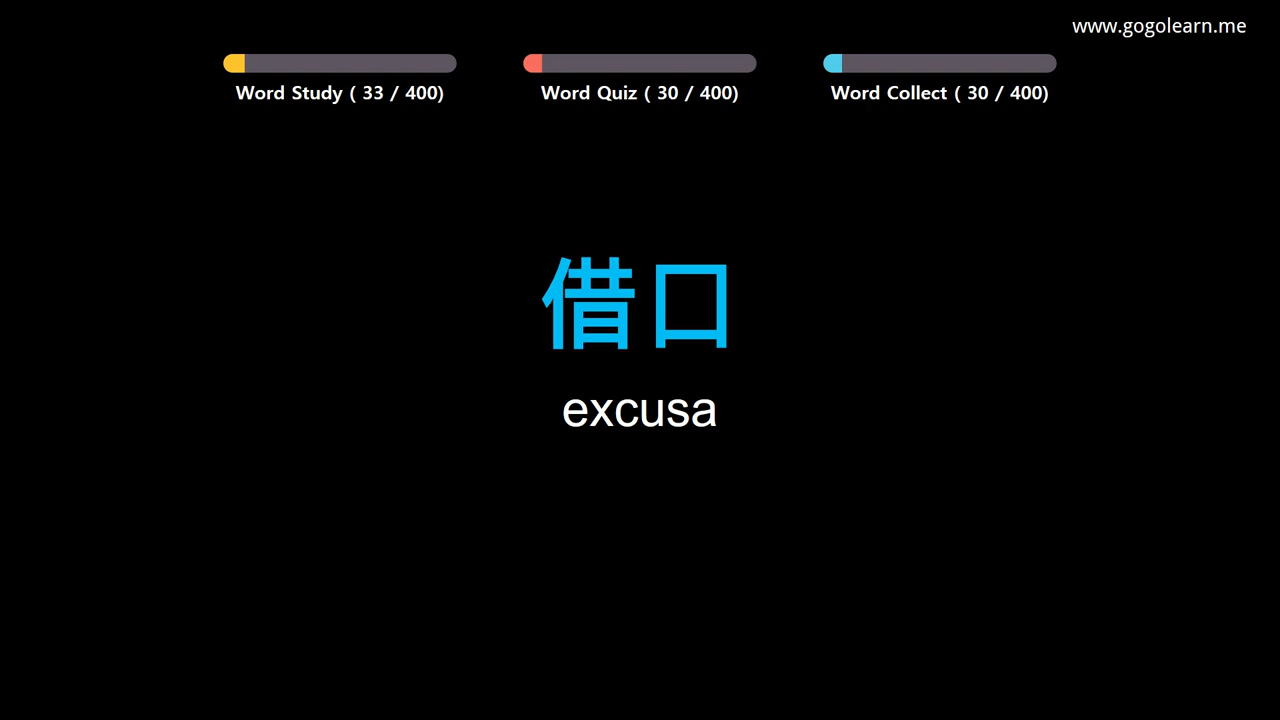 www.gogolearn.me
Word Study ( 33 / 400)
Word Quiz ( 30 / 400)
Word Collect ( 30 / 400)
借口
excusa